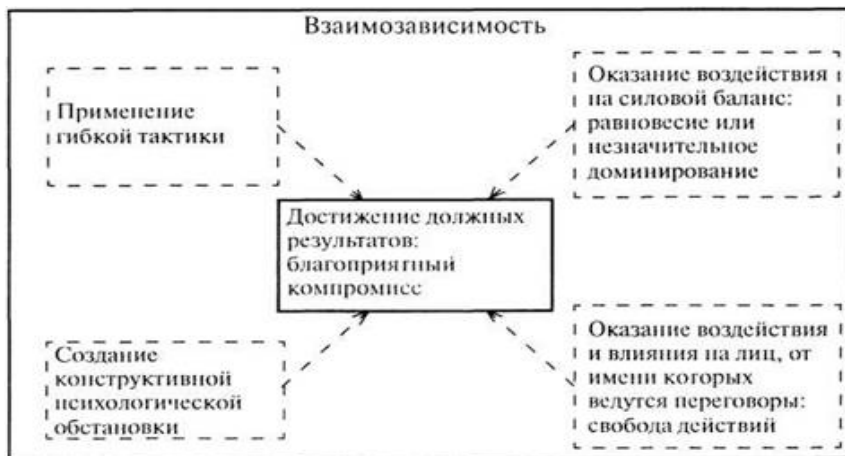 Взаимозависимость
Применение
гибкой тактики
Оказание воздействия
на силовой баланс:
равновесие или
незначительное
доминирование
Достижение должных
результатов:
благоприятный
компромисс
Создание
конструктивной
психологической
обстановки
Оказание воздействия
и влияния на лиц, от
имени которых
ведутся переговоры:
свобода действий